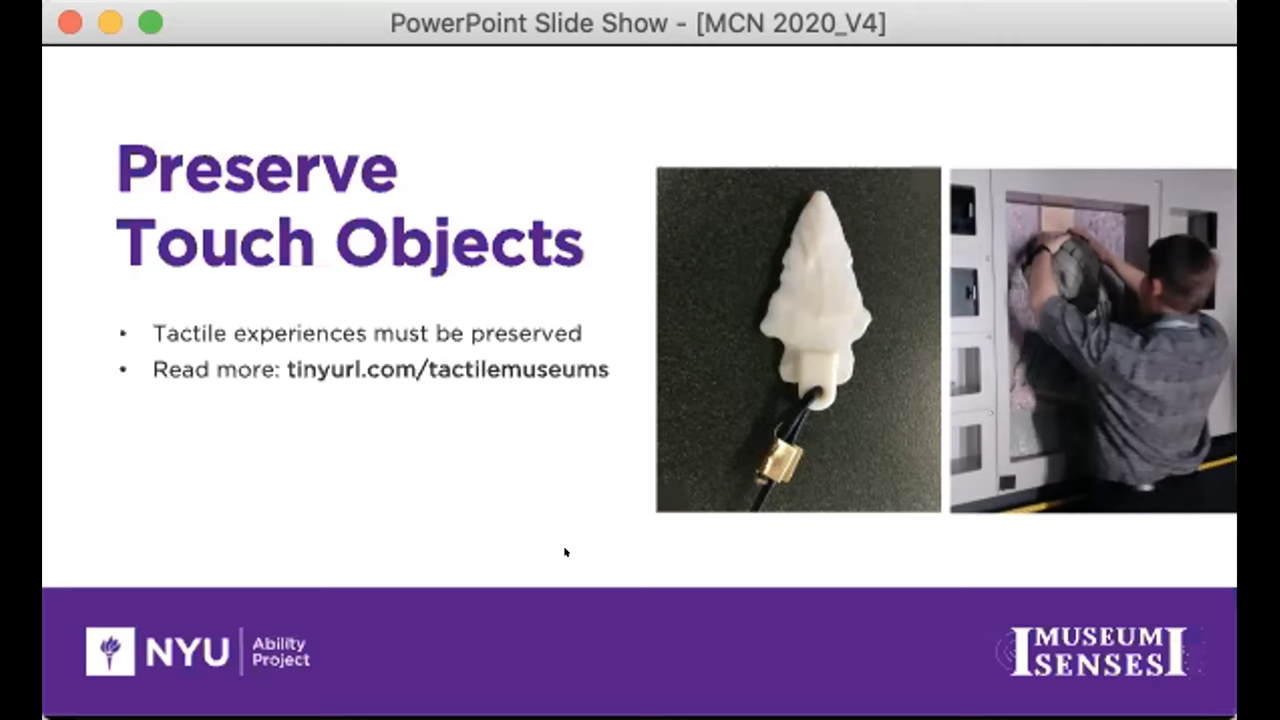 PowerPoint Slide Show - [MCN 2020_V4]
Preserve
Touch Objects
• Tactile experiences must be preserved
• Read more: tinyurl.com/tactilemuseums
NYU
Ability
Project
MUSEUM
SENSES